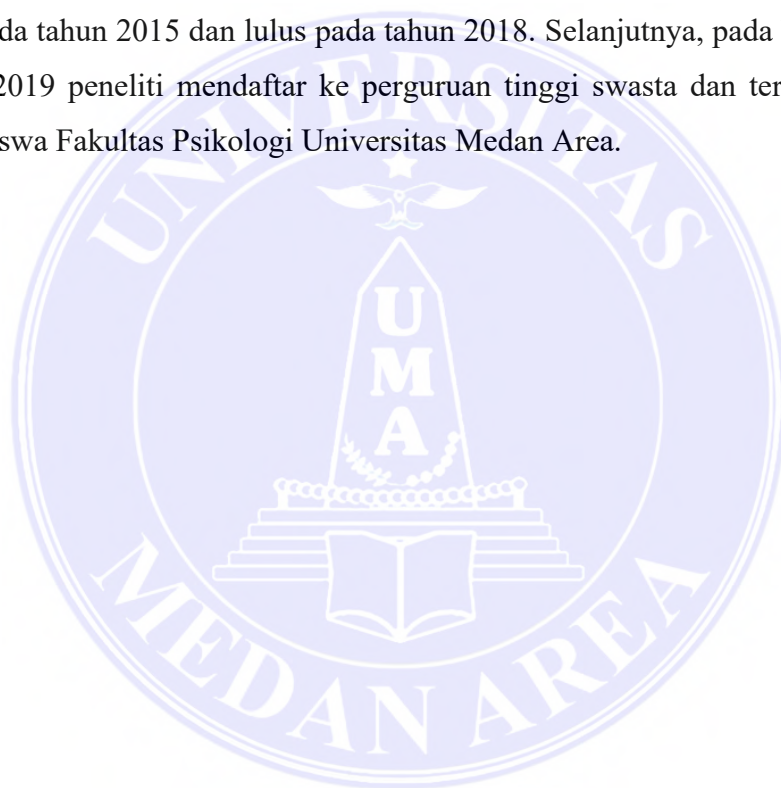 da tahun 2015 dan lulus pada tahun 2018. Selanjutnya, pada
2019 peneliti mendaftar ke perguruan tinggi swasta dan ter
swa Fakultas Psikologi Universitas Medan Area.
UNIVERSITAS
U
M
A
MEDAN AREA